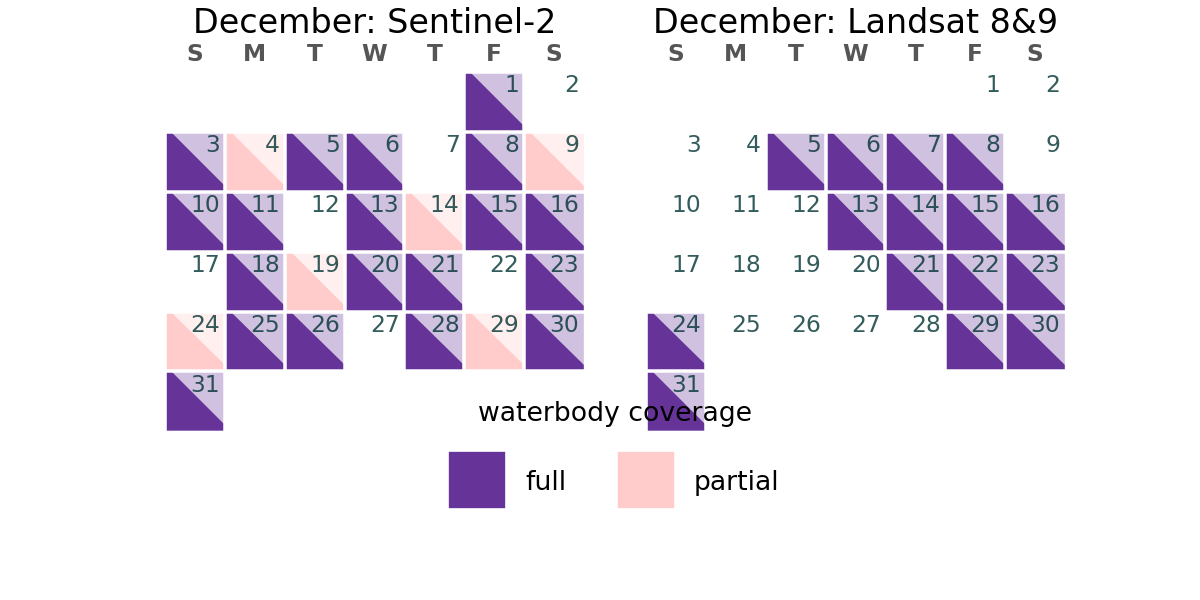 December: Sentinel-2
S M T W T F S
1 2
3 4 5 6 7 8 9
10 11 12 13 14 15 16
17 18 19 20 21 22 23
24 25 26 27 28 29 30
31
December: Landsat 8&9
S M T W T F S
1 2
3 4 5 6 7 8 9
10 11 12 13 14 15 16
17 18 19 20 21 22 23
24 25 26 27 28 29 30
31
waterbody coverage
full partial